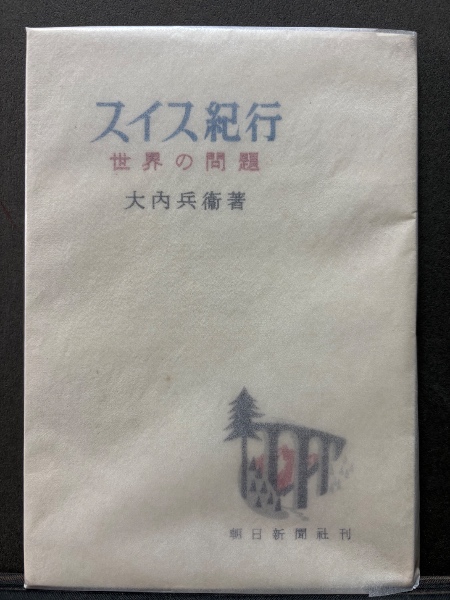 スイス紀行
世界の問題
大内兵衞著
朝日新聞社刊